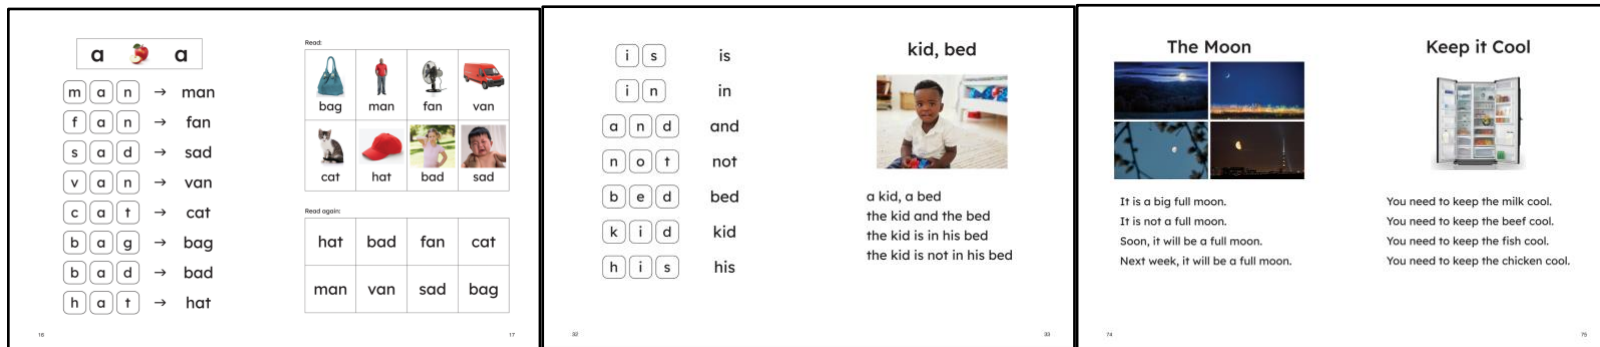 a a
m a n → man
f a n → fan
s a d → sad
v a n → van
c a t → cat
b a g → bag
b a d → bad
h a t → hat
16
Read:
bag man fan van
cat hat bad sad
Read again:
hat bad fan cat
man van sad bag
17
i s is
i n in
a n d and
n o t not
b e d bed
k i d kid
h i s his
32
kid, bed
a kid, a bed
the kid and the bed
the kid is in his bed
the kid is not in his bed
33
The Moon
It is a big full moon.
It is not a full moon.
Soon, it will be a full moon.
Next week, it will be a full moon.
74
Keep it Cool
You need to keep the milk cool.
You need to keep the beef cool.
You need to keep the fish cool.
You need to keep the chicken cool.
75